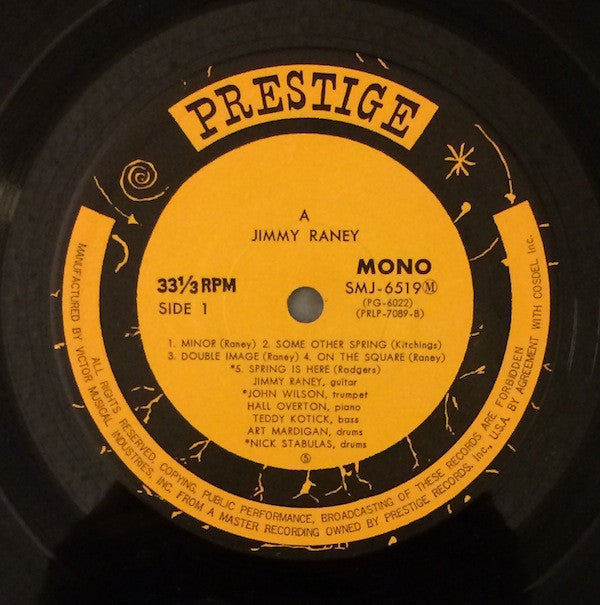 PRESTIGE
A
JIMMY RANEY
33⅓ RPM
SIDE 1
MONO
SMJ-6519 Ⓜ
(PG-6022)
(PRLP-7089-B)
1. MINOR (Raney) 2. SOME OTHER SPRING (Kitchings)
3. DOUBLE IMAGE (Raney) 4. ON THE SQUARE (Raney)
*5. SPRING IS HERE (Rodgers)
JIMMY RANEY, guitar
*JOHN WILSON, trumpet
HALL OVERTON, piano
TEDDY KOTICK, bass
ART MARDIGAN, drums
*NICK STABULAS, drums
Ⓢ
ALL RIGHTS RESERVED. COPYING, PUBLIC PERFORMANCE, BROADCASTING OF THESE RECORDS ARE FORBIDDEN
MANUFACTURED BY VICTOR MUSICAL INDUSTRIES, INC. FROM A MASTER RECORDING OWNED BY PRESTIGE RECORDS, Inc., U.S.A. BY AGREEMENT WITH COSDEL Inc.